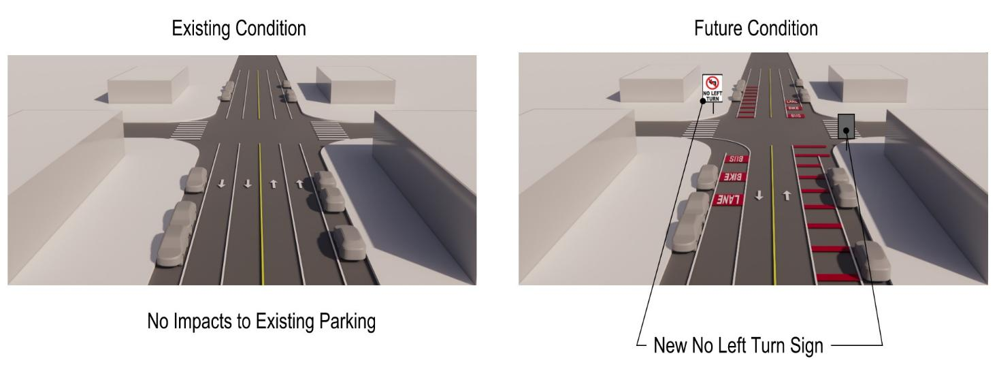 Existing Condition
Future Condition
NO LEFT
TURN
LANE
BIKE
BUS
BUS
BIKE
LANE
No Impacts to Existing Parking
New No Left Turn Sign